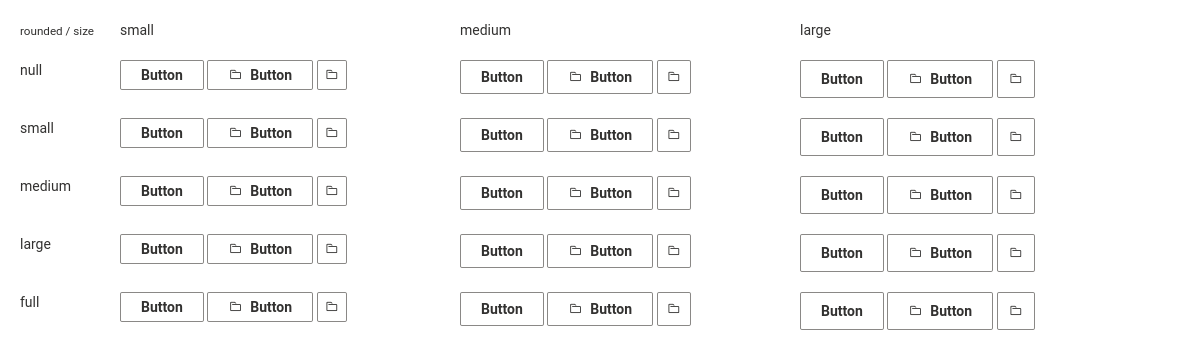 rounded / size small medium large
null Button Button Button Button Button Button
small Button Button Button Button Button Button
medium Button Button Button Button Button Button
large Button Button Button Button Button Button
full Button Button Button Button Button Button